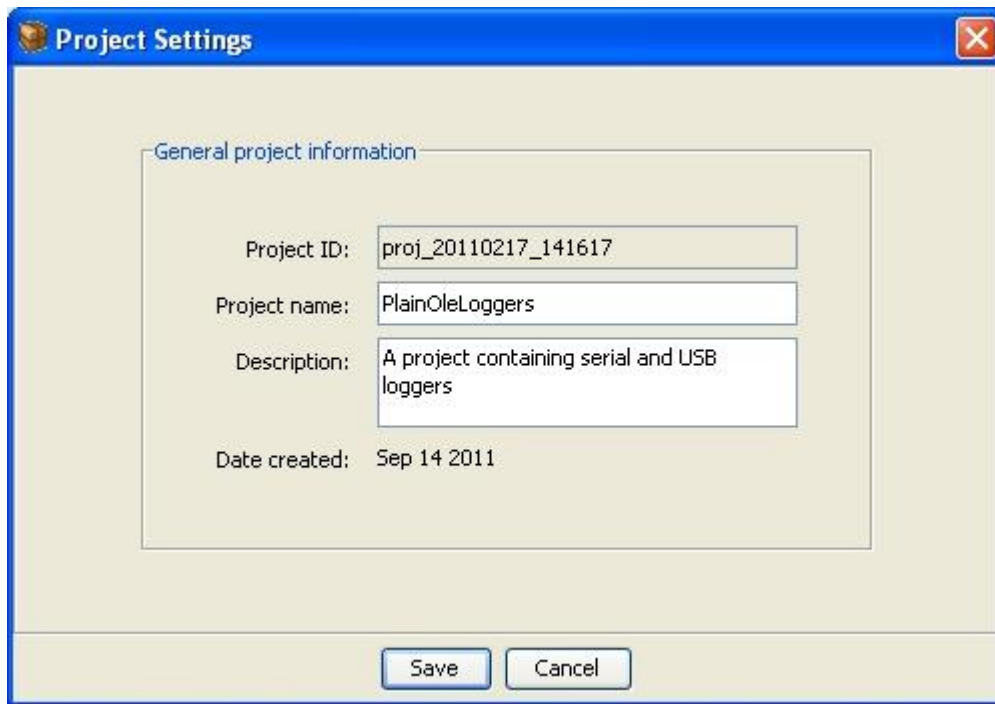 Project Settings
General project information
Project ID: proj_20110217_141617
Project name: PlainOleLoggers
Description: A project containing serial and USB
loggers
Date created: Sep 14 2011
Save Cancel